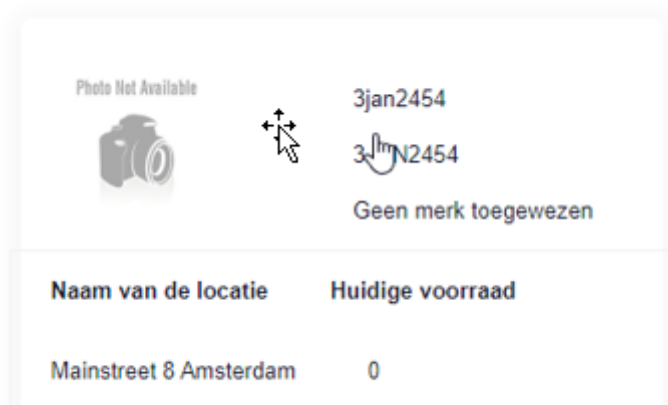 Photo Not Available
3jan2454
Geen merk toegewezen
Naam van de locatie Huidige voorraad
Mainstreet 8 Amsterdam 0